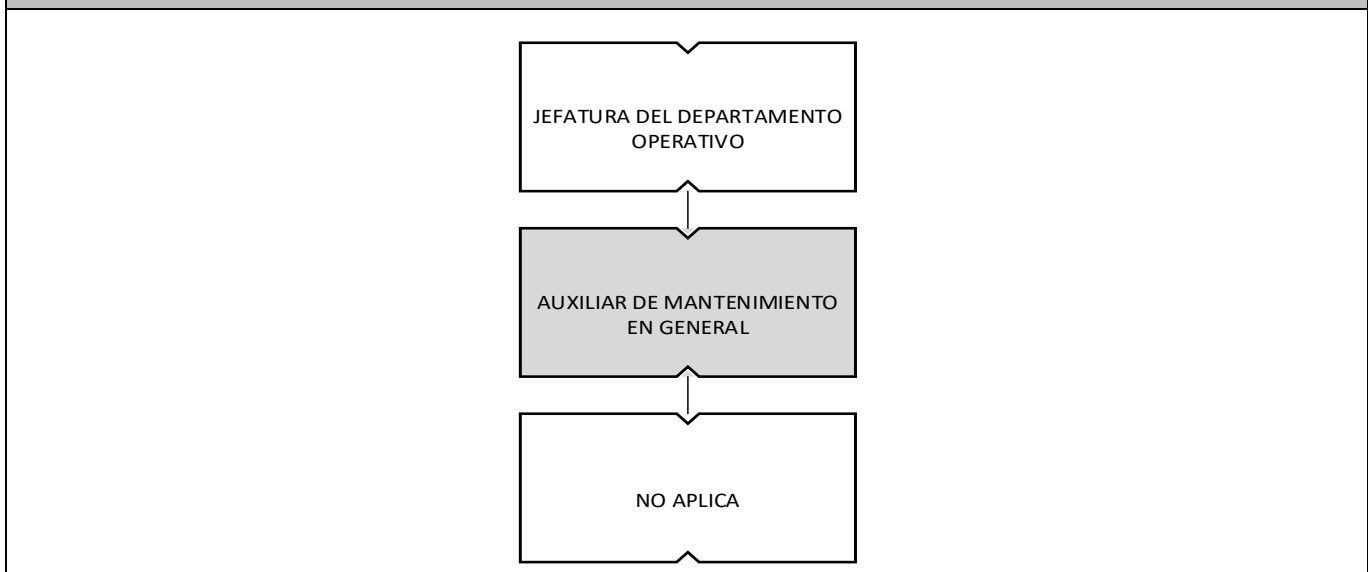 JEFATURA DEL DEPARTAMENTO
OPERATIVO
AUXILIAR DE MANTENIMIENTO
EN GENERAL
NO APLICA